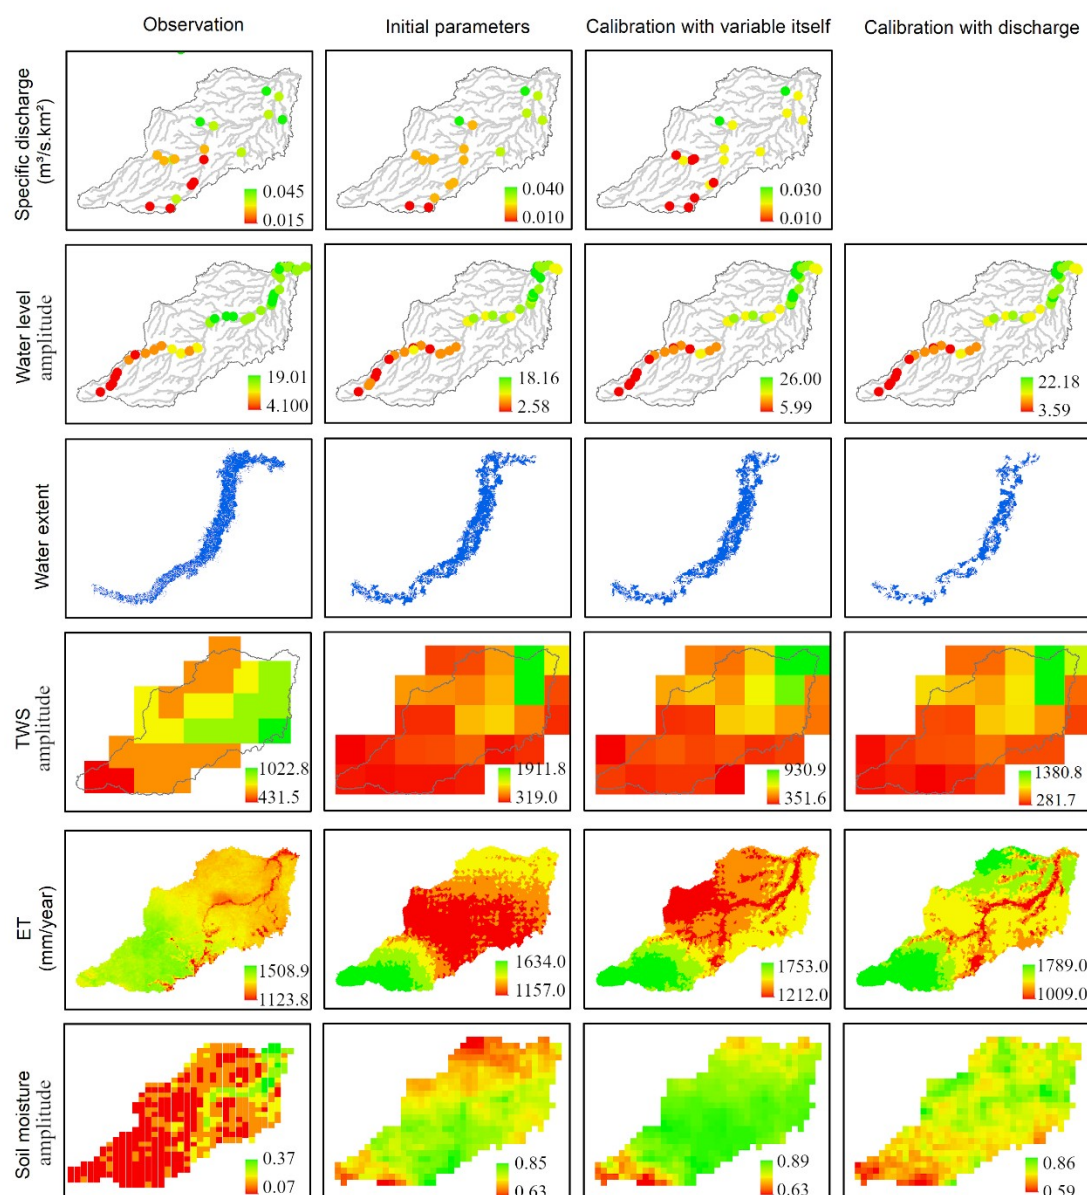 Observation
Initial parameters
Calibration with variable itself
Calibration with discharge
Specific discharge
(m³/s.km²)
0.045
0.015
0.040
0.010
0.030
0.010
Water level
amplitude
19.01
4.100
18.16
2.58
26.00
5.99
22.18
3.59
Water extent
TWS
amplitude
1022.8
431.5
1911.8
319.0
930.9
351.6
1380.8
281.7
ET
(mm/year)
1508.9
1123.8
1634.0
1157.0
1753.0
1212.0
1789.0
1009.0
Soil moisture
amplitude
0.37
0.07
0.85
0.63
0.89
0.63
0.86
0.59